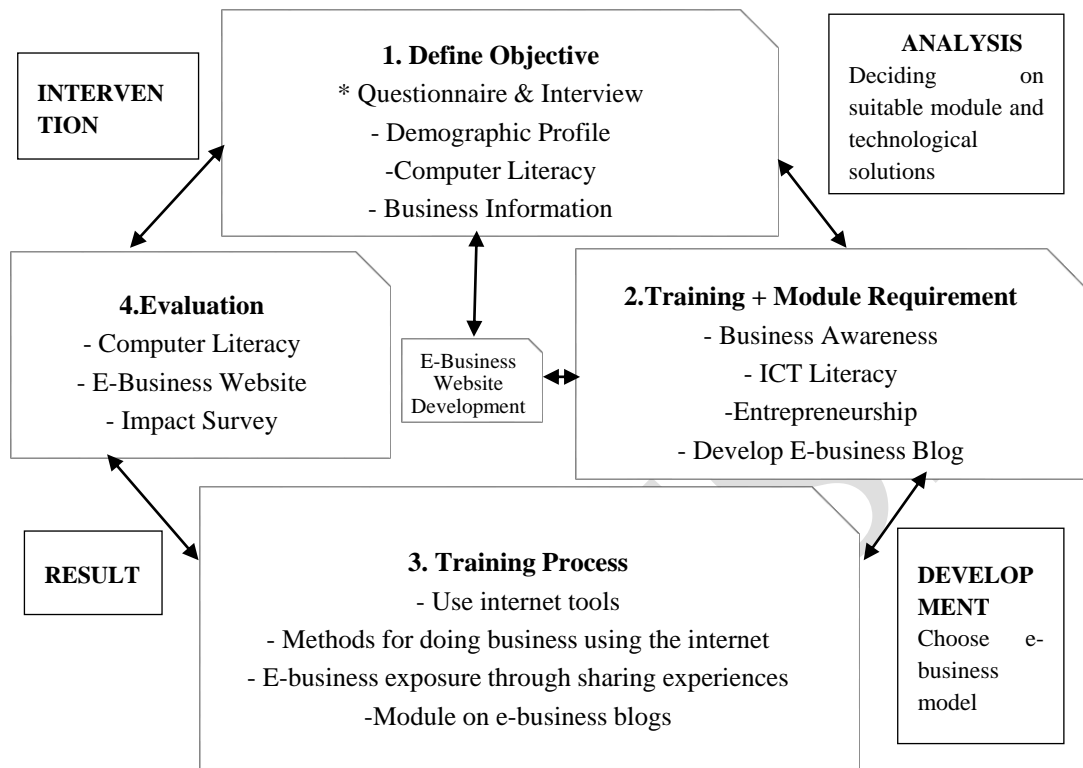 INTERVEN
TION
1. Define Objective
* Questionnaire & Interview
- Demographic Profile
-Computer Literacy
- Business Information
ANALYSIS
Deciding on
suitable module and
technological
solutions
4.Evaluation
- Computer Literacy
- E-Business Website
- Impact Survey
E-Business
Website
Development
2.Training + Module Requirement
- Business Awareness
- ICT Literacy
-Entrepreneurship
- Develop E-business Blog
RESULT
3. Training Process
- Use internet tools
- Methods for doing business using the internet
- E-business exposure through sharing experiences
-Module on e-business blogs
DEVELOP
MENT
Choose e-
business
model